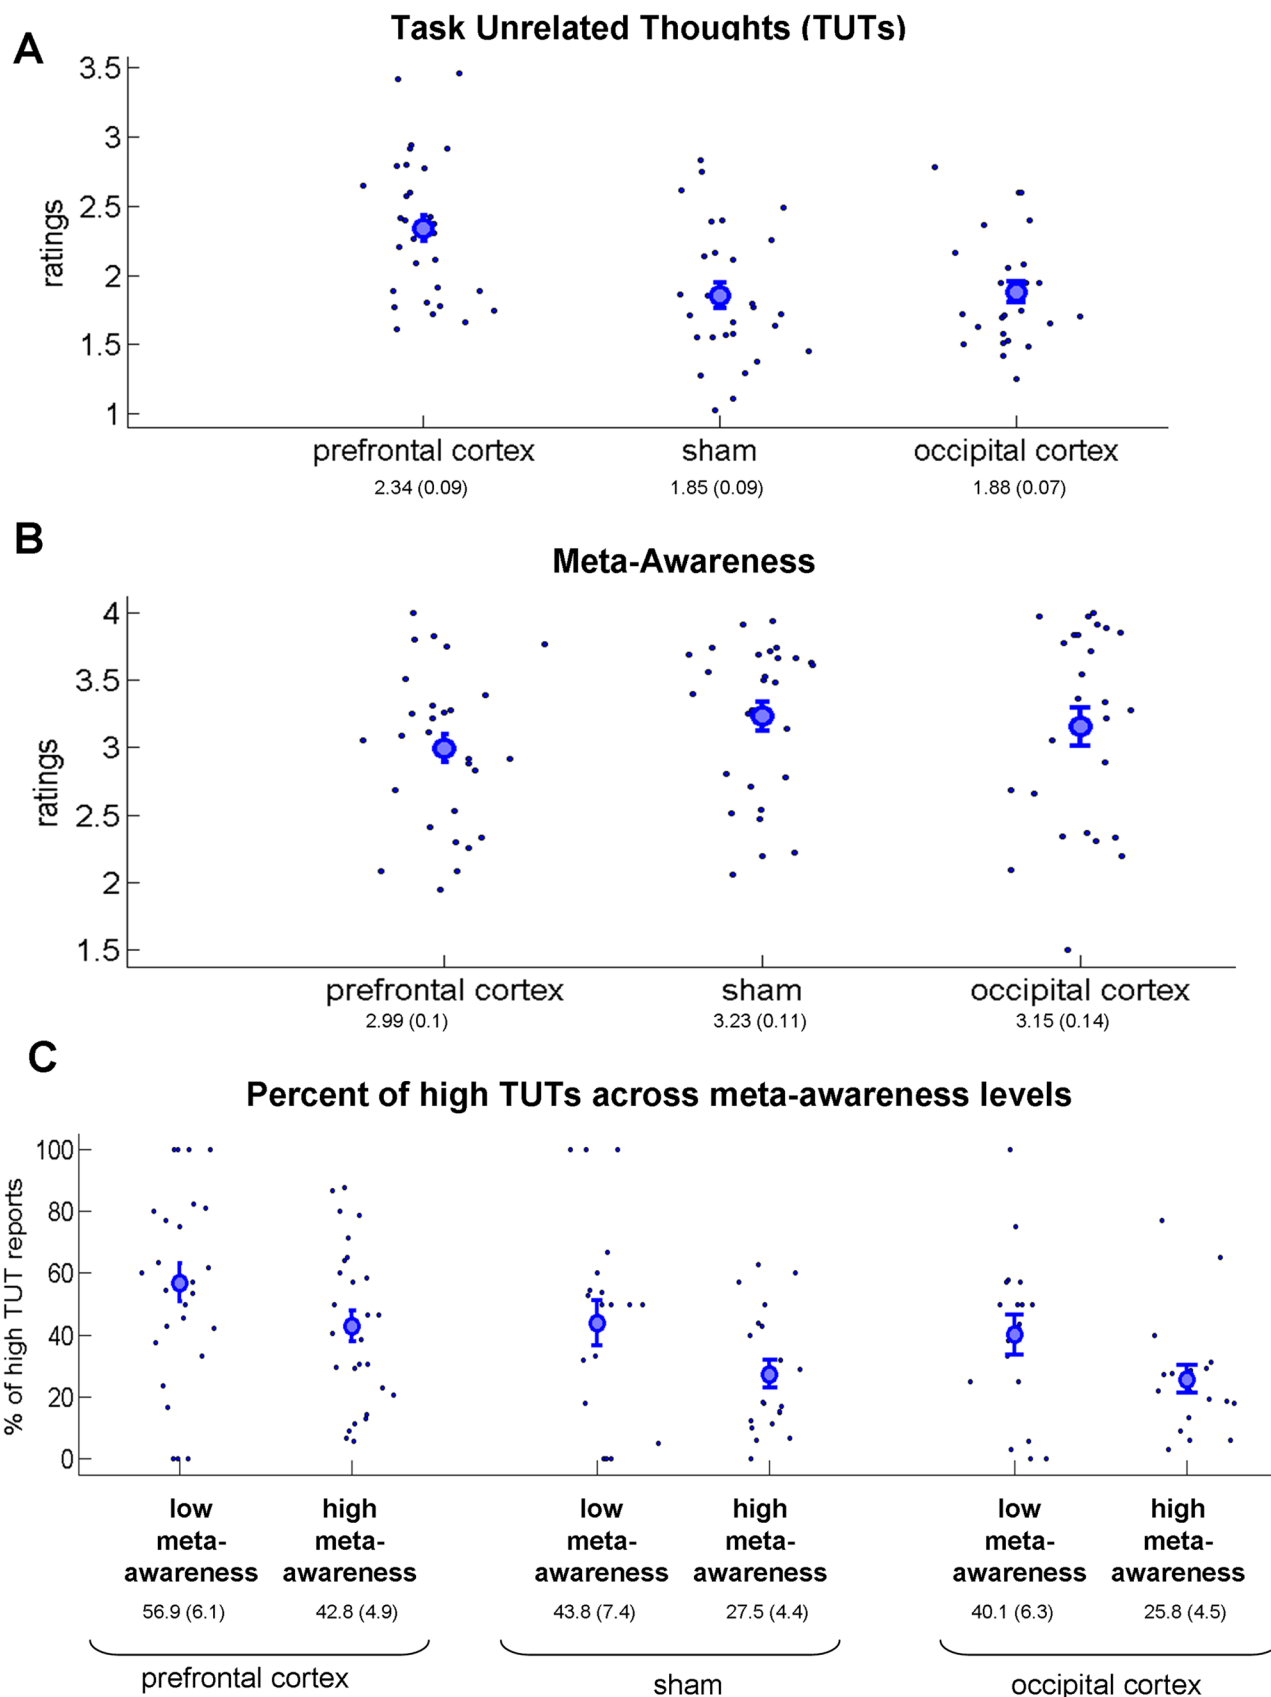 A
Task Unrelated Thoughts (TUTs)
3.5
3
2.5
2
1.5
1
ratings
prefrontal cortex sham occipital cortex
2.34 (0.09) 1.85 (0.09) 1.88 (0.07)
B
Meta-Awareness
4
3.5
3
2.5
2
1.5
ratings
prefrontal cortex sham occipital cortex
2.99 (0.1) 3.23 (0.11) 3.15 (0.14)
C
Percent of high TUTs across meta-awareness levels
100
80
60
40
20
0
% of high TUT reports
low high low high low high
meta- meta- meta- meta- meta- meta-
awareness awareness awareness awareness awareness awareness
56.9 (6.1) 42.8 (4.9) 43.8 (7.4) 27.5 (4.4) 40.1 (6.3) 25.8 (4.5)
prefrontal cortex sham occipital cortex